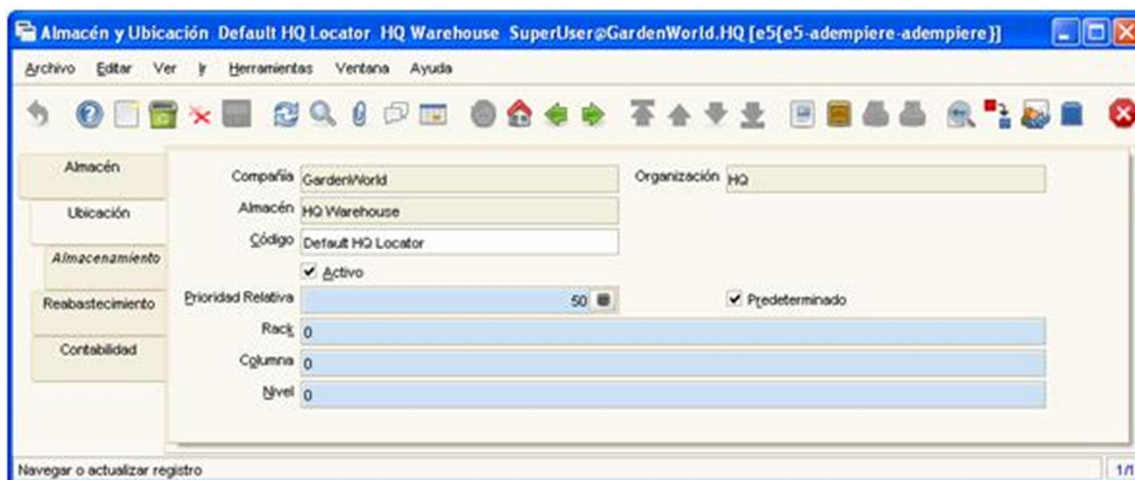 Almacén y Ubicación Default HQ Locator HQ Warehouse SuperUser@GardenWorld.HQ [e5{e5-adempiere-adempiere}]
Archivo Editar Ver Ir Herramientas Ventana Ayuda
Almacén
Ubicación
Almacenamiento
Reabastecimiento
Contabilidad
Compañía GardenWorld Organización HQ
Almacén HQ Warehouse
Código Default HQ Locator
Activo
Prioridad Relativa 50 Predeterminado
Rack 0
Columna 0
Nivel 0
Navegar o actualizar registro 1/1